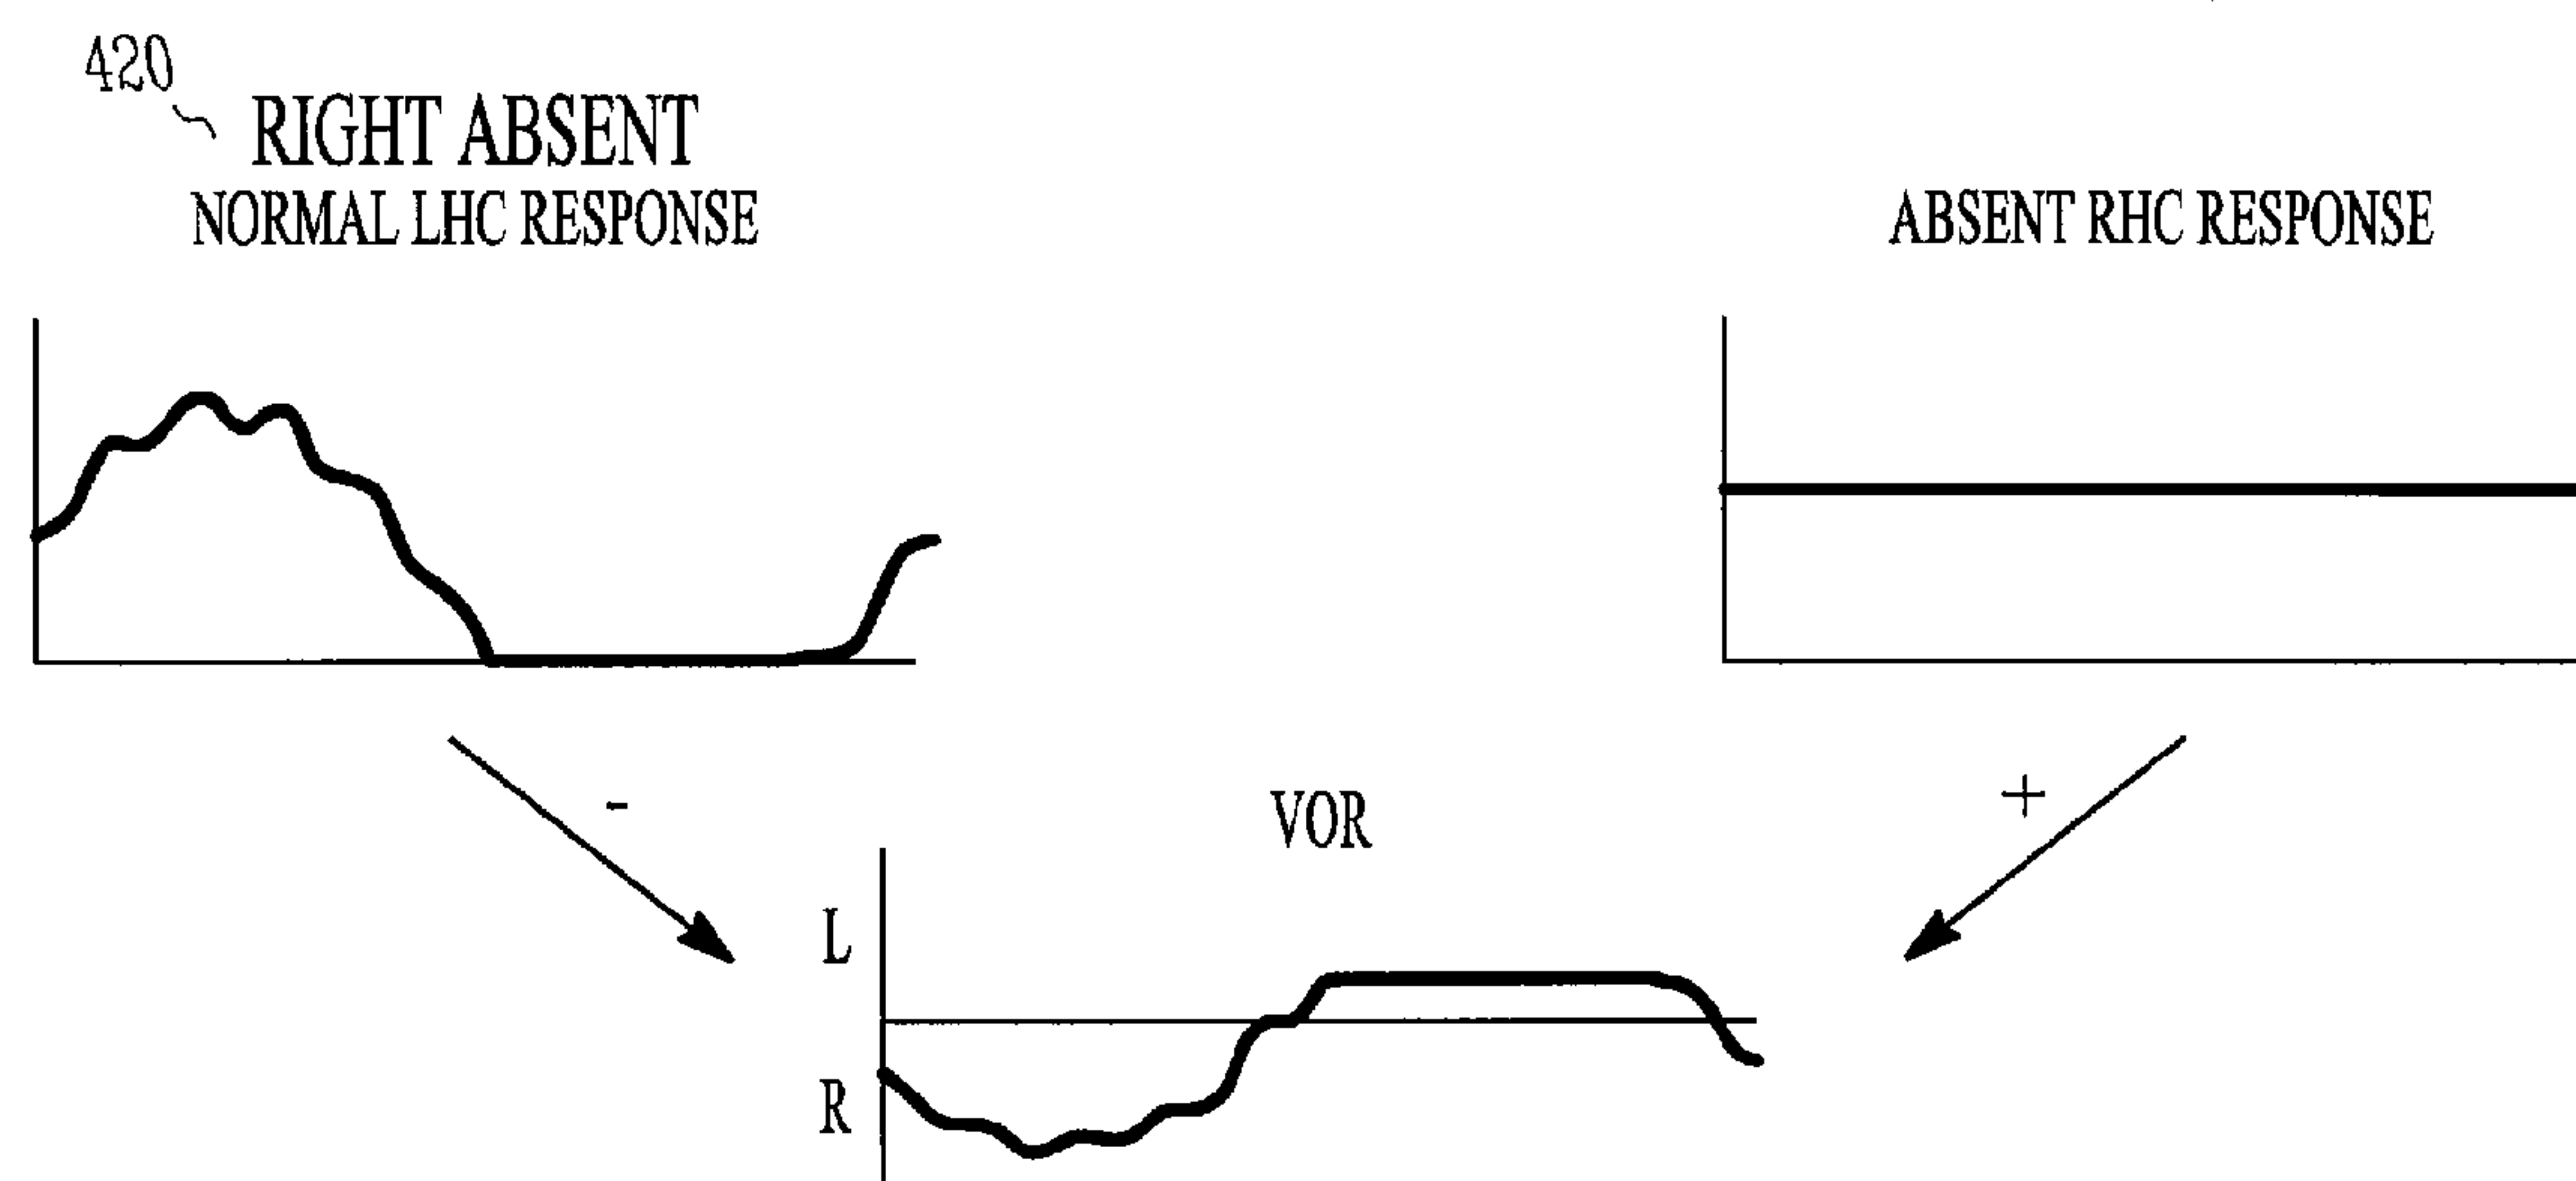 420
RIGHT ABSENT
NORMAL LHC RESPONSE
ABSENT RHC RESPONSE
-
+
VOR
L
R